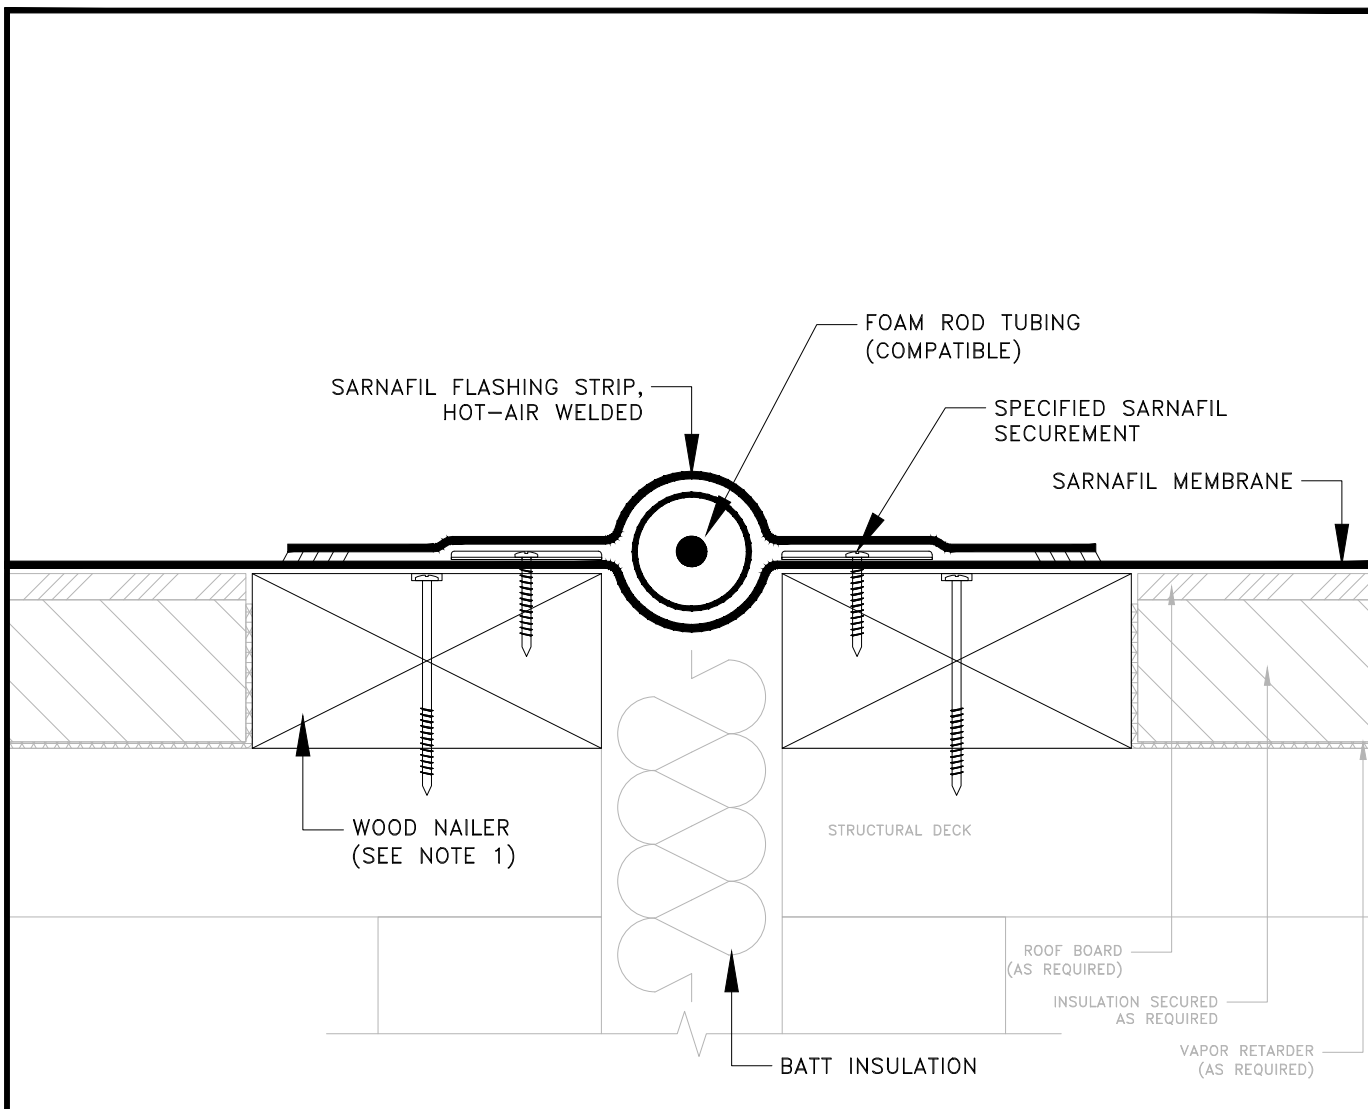 FOAM ROD TUBING
(COMPATIBLE)
SARNAFIL FLASHING STRIP,
HOT-AIR WELDED
SPECIFIED SARNAFIL
SECUREMENT
SARNAFIL MEMBRANE
WOOD NAILER
(SEE NOTE 1)
STRUCTURAL DECK
ROOF BOARD
(AS REQUIRED)
INSULATION SECURED
AS REQUIRED
VAPOR RETARDER
(AS REQUIRED)
BATT INSULATION